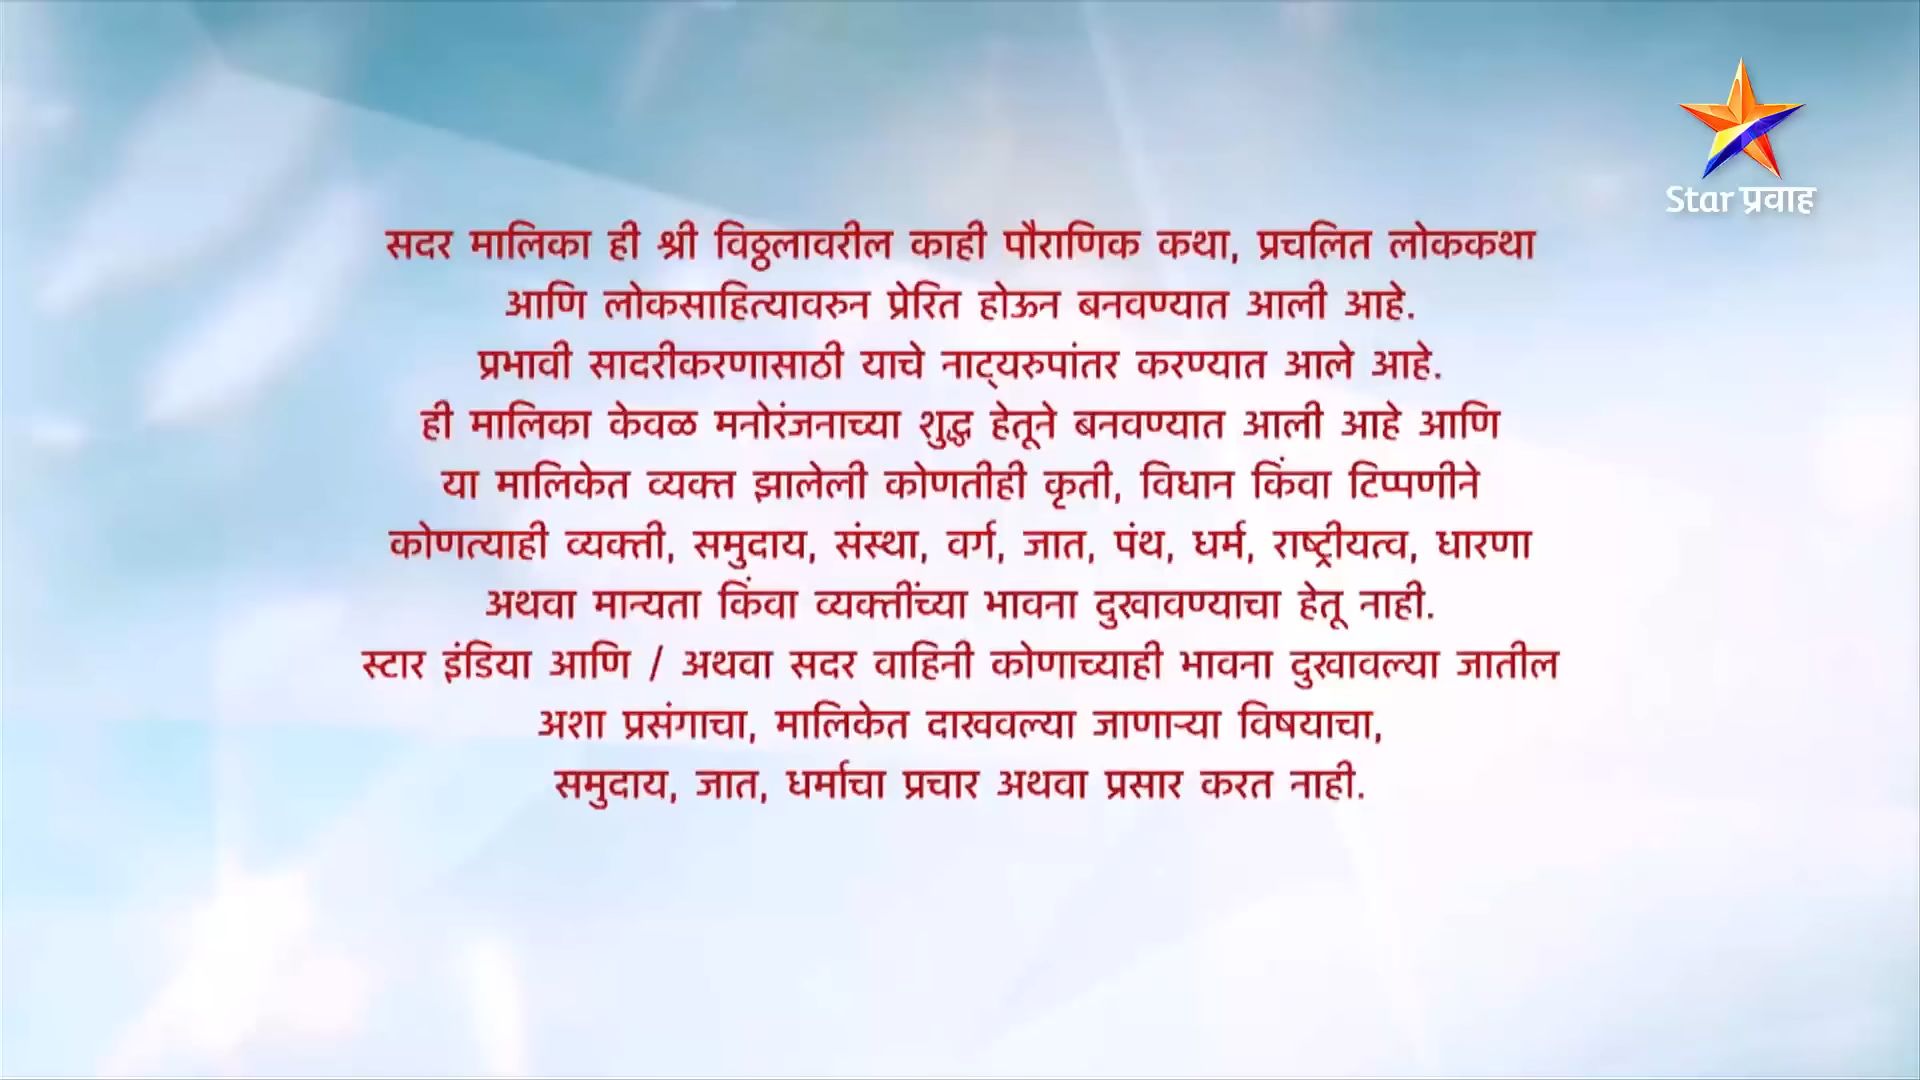 Star प्रवाह
सदर मालिका ही श्री विठ्ठलावरील काही पौराणिक कथा, प्रचलित लोककथा
आणि लोकसाहित्यावरुन प्रेरित होऊन बनवण्यात आली आहे.
प्रभावी सादरीकरणासाठी याचे नाट्यरुपांतर करण्यात आले आहे.
ही मालिका केवळ मनोरंजनाच्या शुद्ध हेतूने बनवण्यात आली आहे आणि
या मालिकेत व्यक्त झालेली कोणतीही कृती, विधान किंवा टिप्पणीने
कोणत्याही व्यक्ती, समुदाय, संस्था, वर्ग, जात, पंथ, धर्म, राष्ट्रीयत्व, धारणा
अथवा मान्यता किंवा व्यक्तींच्या भावना दुखावण्याचा हेतू नाही.
स्टार इंडिया आणि / अथवा सदर वाहिनी कोणाच्याही भावना दुखावल्या जातील
अशा प्रसंगाचा, मालिकेत दाखवल्या जाणाऱ्या विषयाचा,
समुदाय, जात, धर्माचा प्रचार अथवा प्रसार करत नाही.